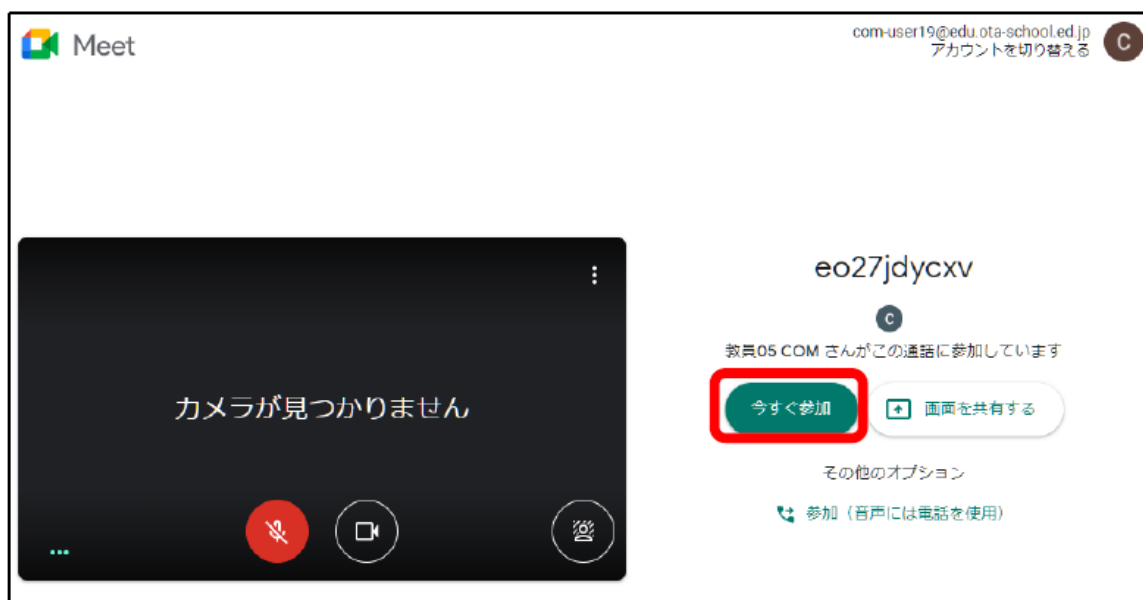 Meet
com-user19@edu.ota-school.ed.jp
アカウントを切り替える
C
カメラが見つかりません
eo27jdycxv
C
教員05 COM さんがこの通話に参加しています
今すぐ参加
画面を共有する
その他のオプション
参加（音声には電話を使用）